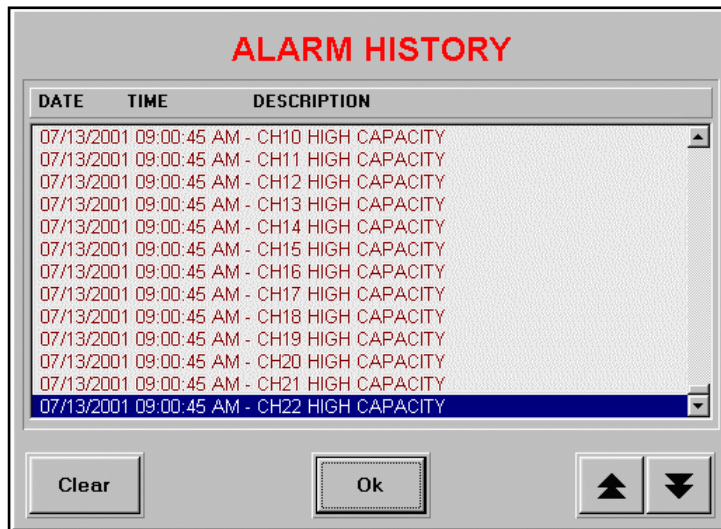 ALARM HISTORY
DATE TIME DESCRIPTION
07/13/2001 09:00:45 AM - CH10 HIGH CAPACITY
07/13/2001 09:00:45 AM - CH11 HIGH CAPACITY
07/13/2001 09:00:45 AM - CH12 HIGH CAPACITY
07/13/2001 09:00:45 AM - CH13 HIGH CAPACITY
07/13/2001 09:00:45 AM - CH14 HIGH CAPACITY
07/13/2001 09:00:45 AM - CH15 HIGH CAPACITY
07/13/2001 09:00:45 AM - CH16 HIGH CAPACITY
07/13/2001 09:00:45 AM - CH17 HIGH CAPACITY
07/13/2001 09:00:45 AM - CH18 HIGH CAPACITY
07/13/2001 09:00:45 AM - CH19 HIGH CAPACITY
07/13/2001 09:00:45 AM - CH20 HIGH CAPACITY
07/13/2001 09:00:45 AM - CH21 HIGH CAPACITY
07/13/2001 09:00:45 AM - CH22 HIGH CAPACITY
Clear Ok